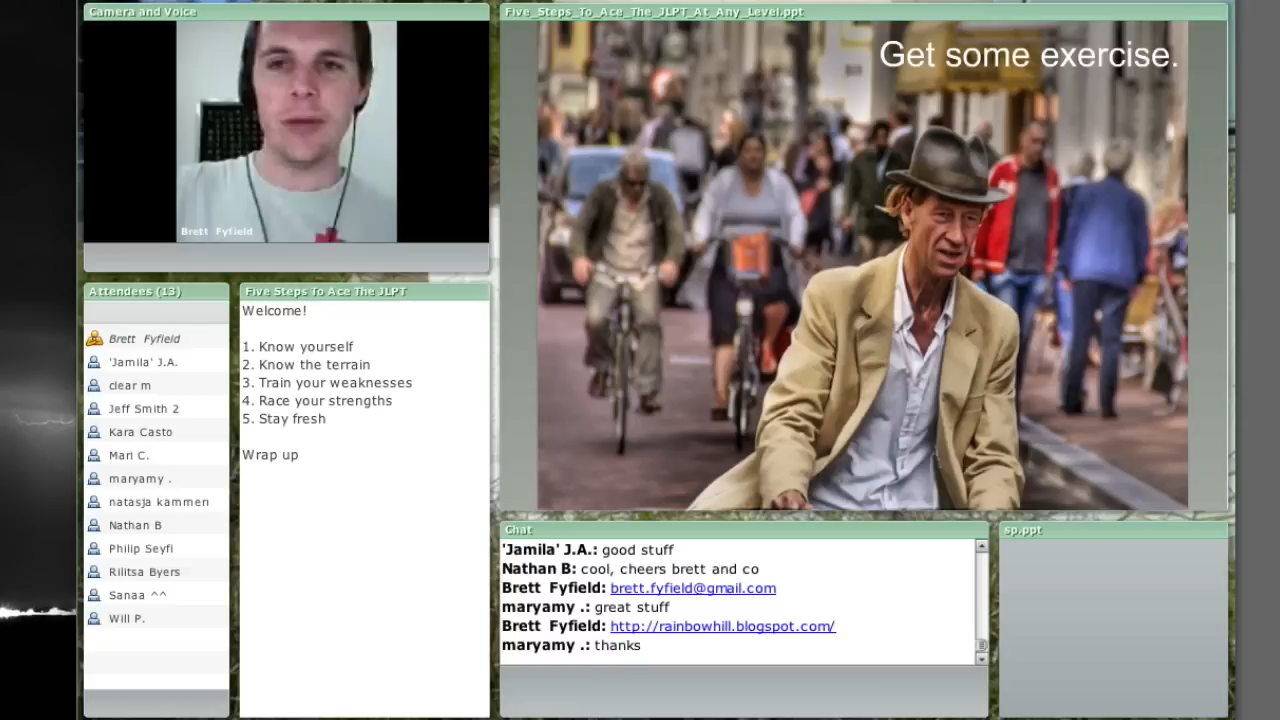 Camera and Voice
Brett Fyfield
Five_Steps_To_Ace_The_JLPT_At_Any_Level.ppt
Get some exercise.
Attendees (13)
Brett Fyfield
'Jamila' J.A.
clear m
Jeff Smith 2
Kara Casto
Mari C.
maryamy .
natasja kammen
Nathan B
Philip Seyfi
Rilitsa Byers
Sanaa ^^
Will P.
Five Steps To Ace The JLPT
Welcome!
1. Know yourself
2. Know the terrain
3. Train your weaknesses
4. Race your strengths
5. Stay fresh
Wrap up
Chat
'Jamila' J.A.: good stuff
Nathan B: cool, cheers brett and co
Brett Fyfield: brett.fyfield@gmail.com
maryamy .: great stuff
Brett Fyfield: http://rainbowhill.blogspot.com/
maryamy .: thanks
sp.ppt